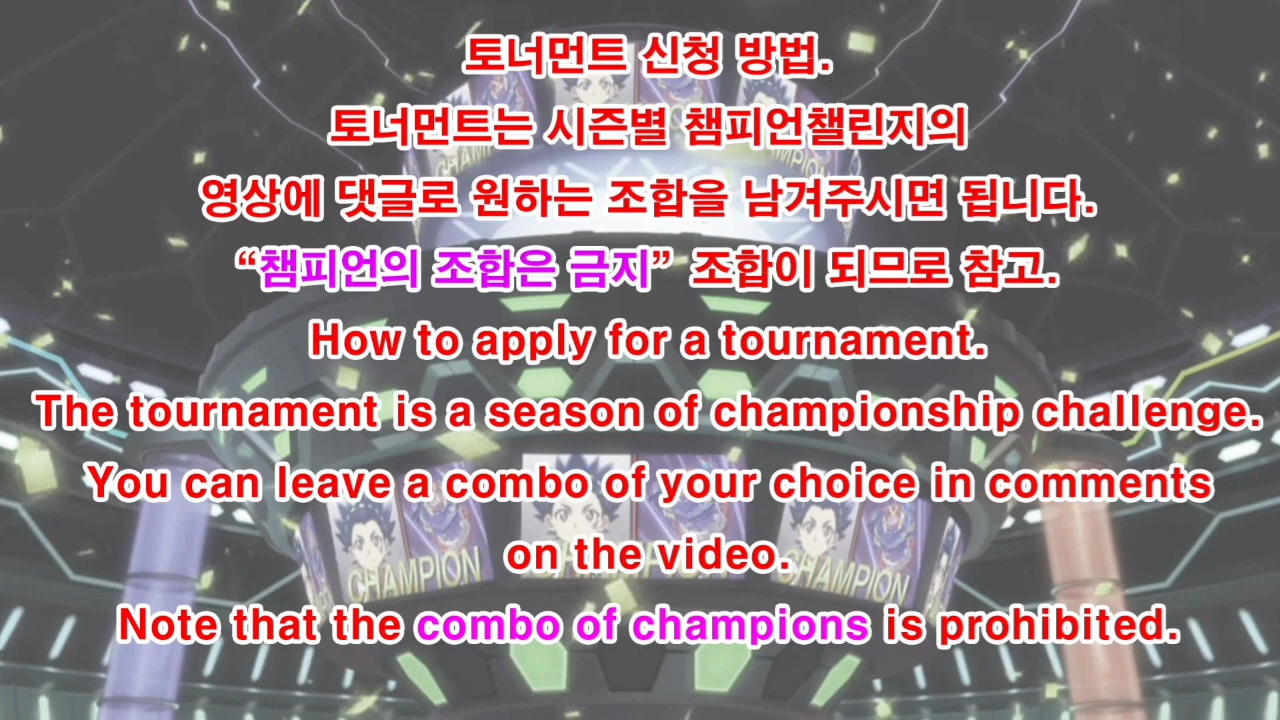 토너먼트 신청 방법.
토너먼트는 시즌별 챔피언챌린지의
영상에 댓글로 원하는 조합을 남겨주시면 됩니다.
“챔피언의 조합은 금지” 조합이 되므로 참고.
How to apply for a tournament.
The tournament is a season of championship challenge.
You can leave a combo of your choice in comments
on the video.
Note that the combo of champions is prohibited.
CHAMPION
CHAMPION
CHAMPION